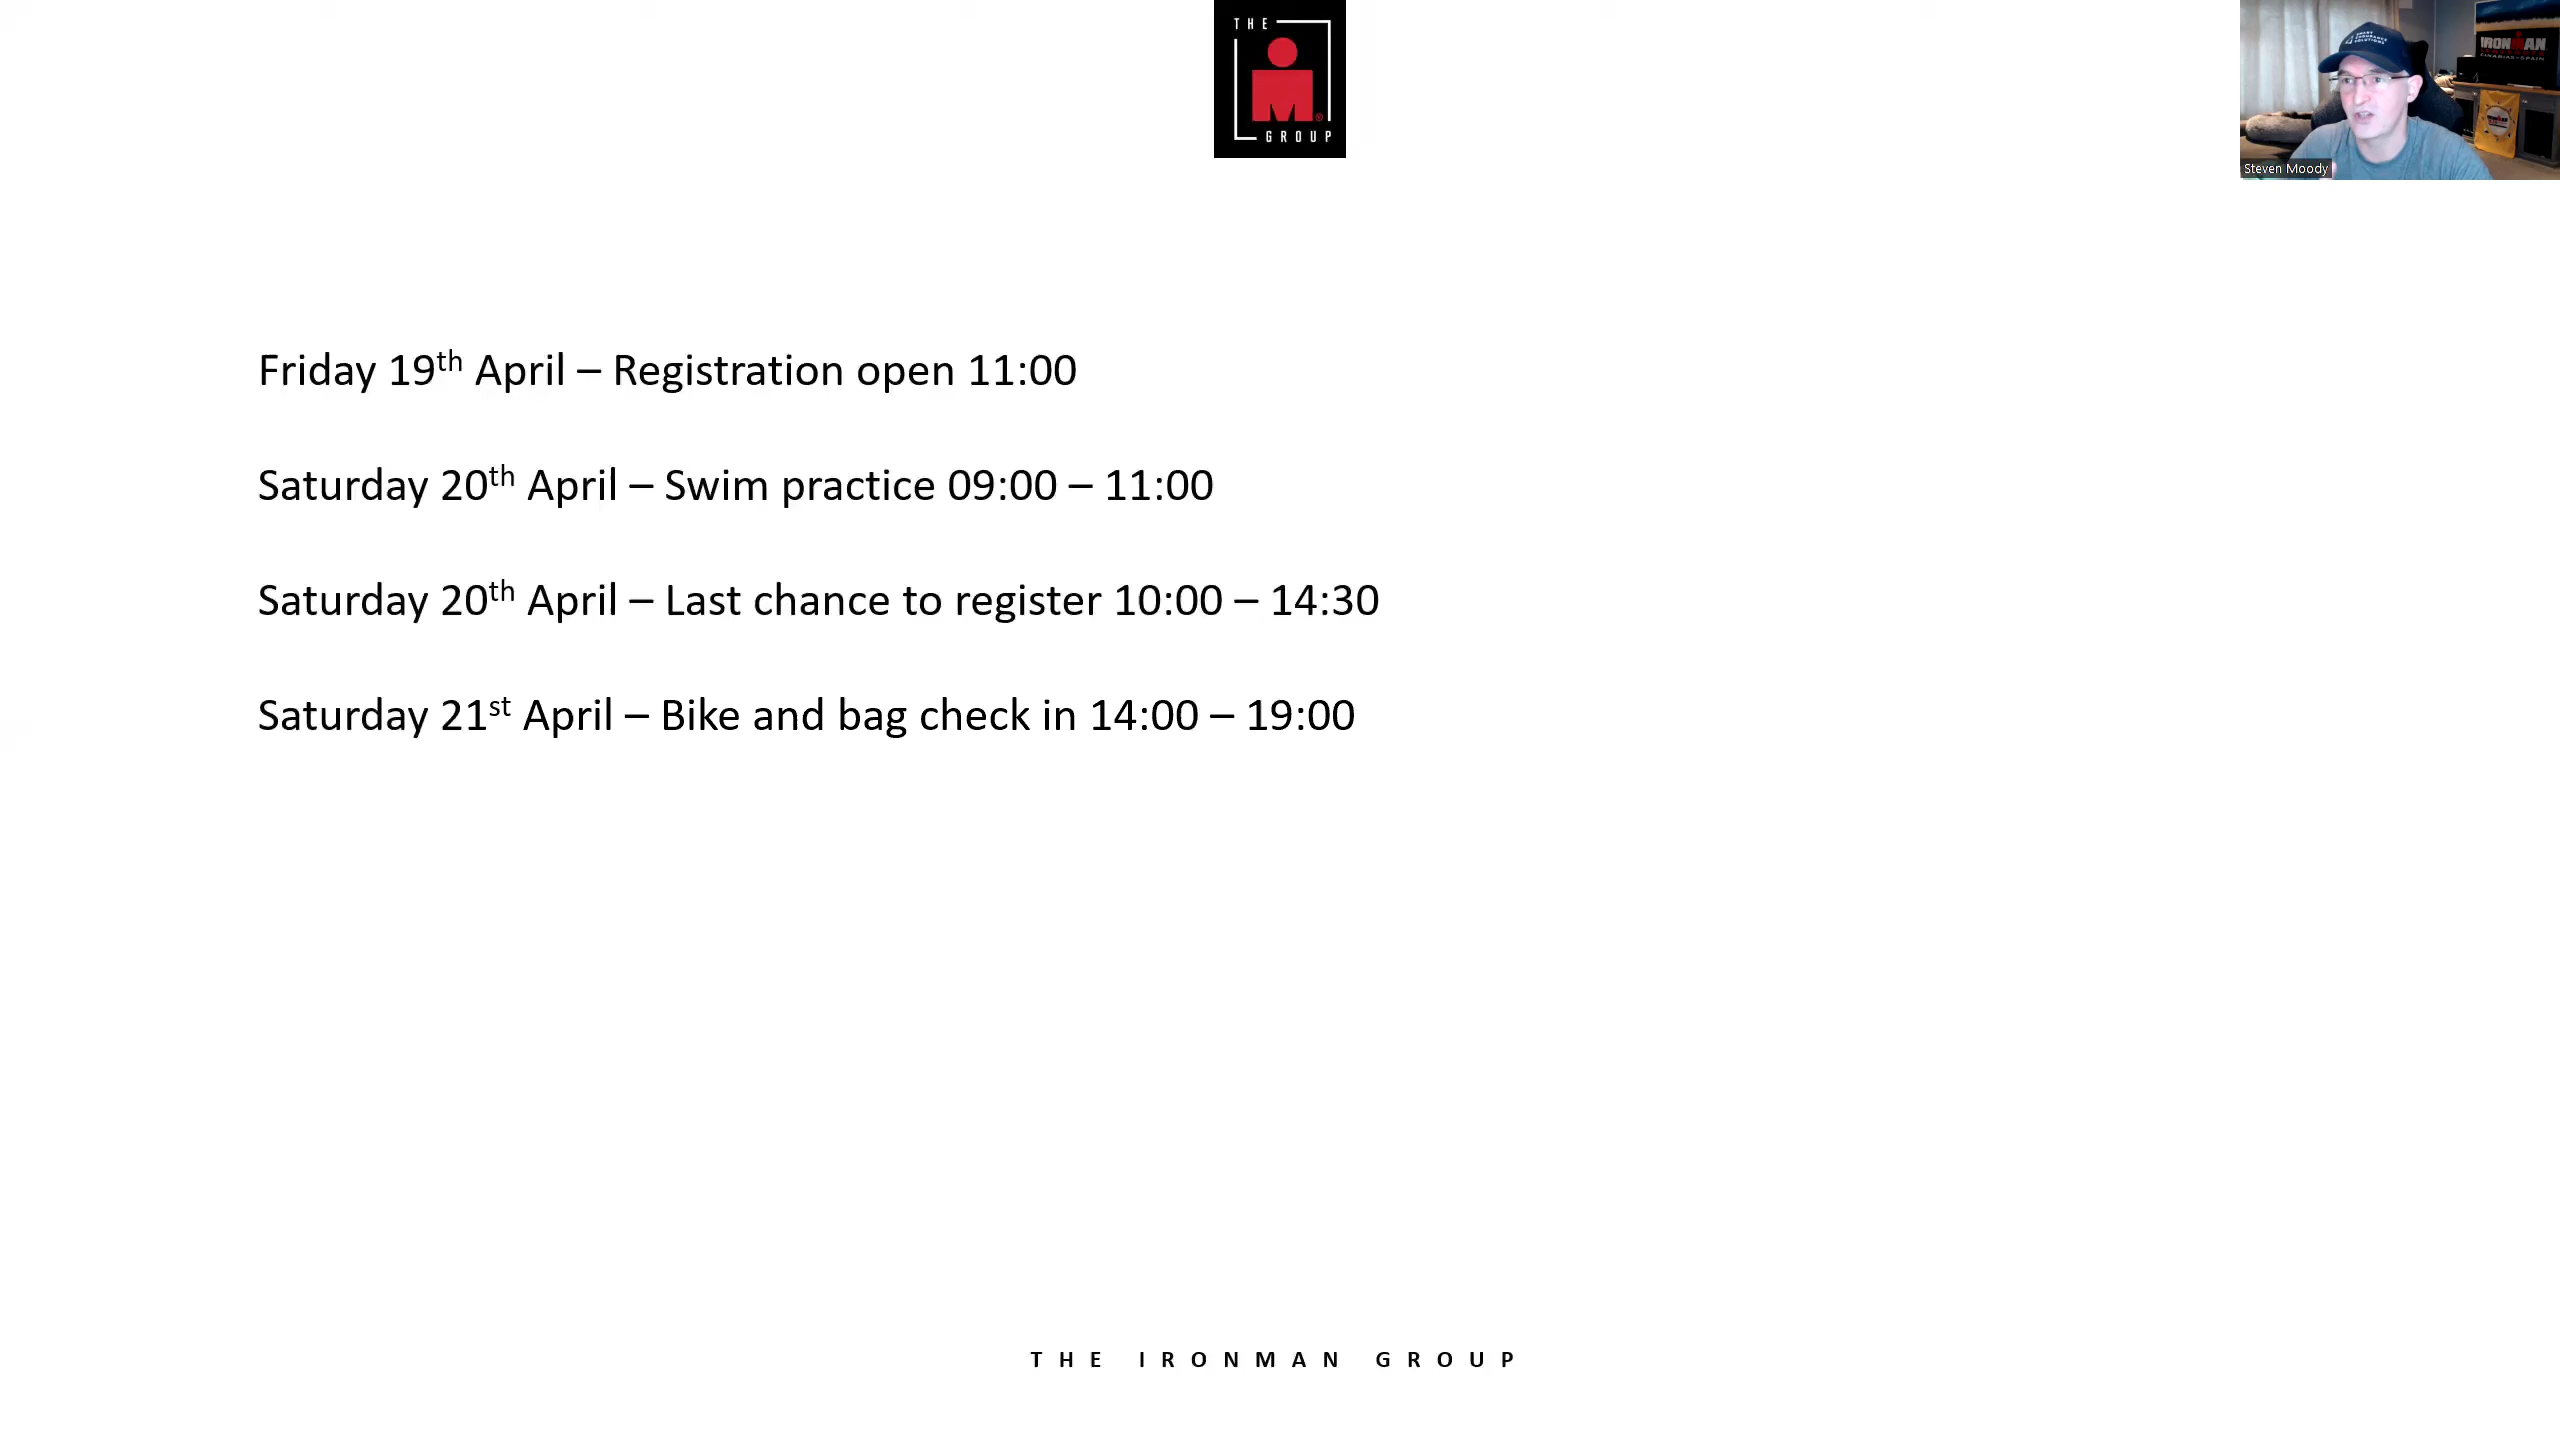 THE
GROUP
IRONMAN
Steven Moody
Friday 19th April – Registration open 11:00
Saturday 20th April – Swim practice 09:00 – 11:00
Saturday 20th April – Last chance to register 10:00 – 14:30
Saturday 21st April – Bike and bag check in 14:00 – 19:00
THE IRONMAN GROUP